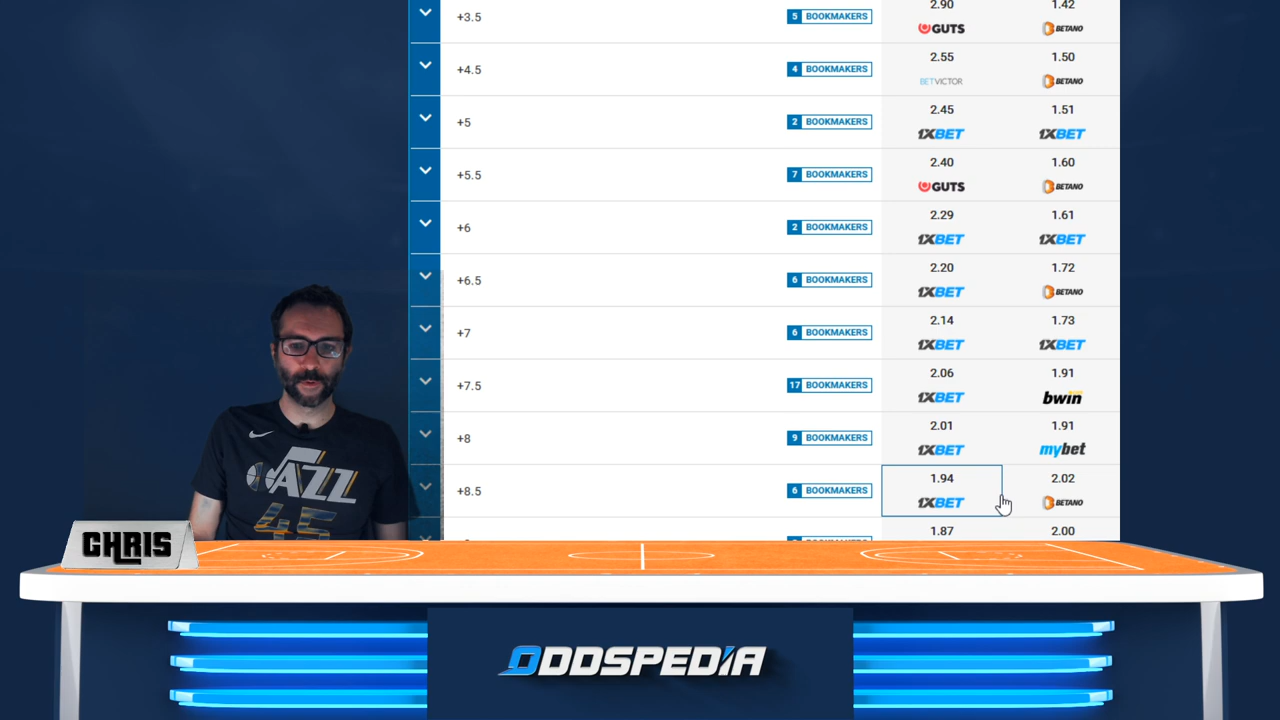 2.90 1.42
+3.5 5 BOOKMAKERS
GUTS BETANO
2.55 1.50
+4.5 4 BOOKMAKERS
BETVICTOR BETANO
2.45 1.51
+5 2 BOOKMAKERS
1XBET 1XBET
2.40 1.60
+5.5 7 BOOKMAKERS
GUTS BETANO
2.29 1.61
+6 2 BOOKMAKERS
1XBET 1XBET
2.20 1.72
+6.5 6 BOOKMAKERS
1XBET BETANO
2.14 1.73
+7 6 BOOKMAKERS
1XBET 1XBET
2.06 1.91
+7.5 17 BOOKMAKERS
1XBET bwin
2.01 1.91
+8 9 BOOKMAKERS
1XBET mybet
1.94 2.02
+8.5 6 BOOKMAKERS
1XBET BETANO
1.87 2.00
JAZZ
45
CHRIS
ODDSPEDIA